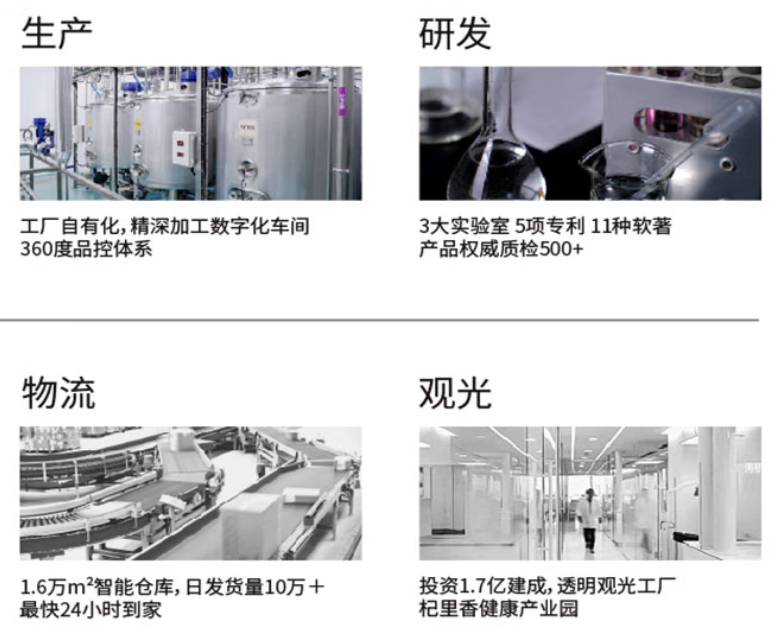 生产
研发
工厂自有化，精深加工数字化车间
360度品控体系
3大实验室 5项专利 11种软著
产品权威质检500+
物流
观光
1.6万m²智能仓库，日发货量10万＋
最快24小时到家
投资1.7亿建成，透明观光工厂
杞里香健康产业园